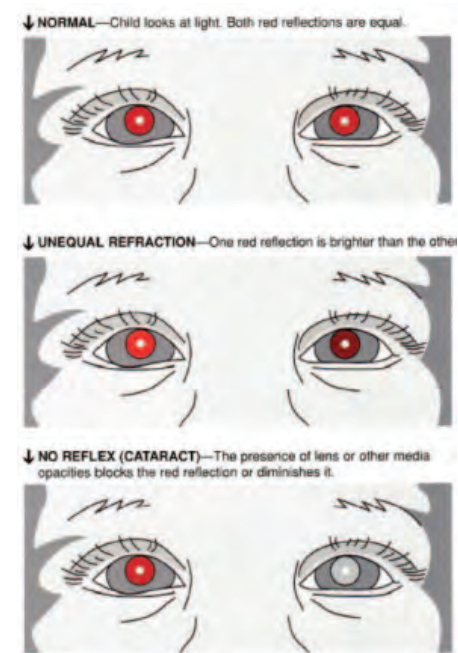 ↓ NORMAL—Child looks at light. Both red reflections are equal.
↓ UNEQUAL REFRACTION—One red reflection is brighter than the other
↓ NO REFLEX (CATARACT)—The presence of lens or other media
opacities blocks the red reflection or diminishes it.